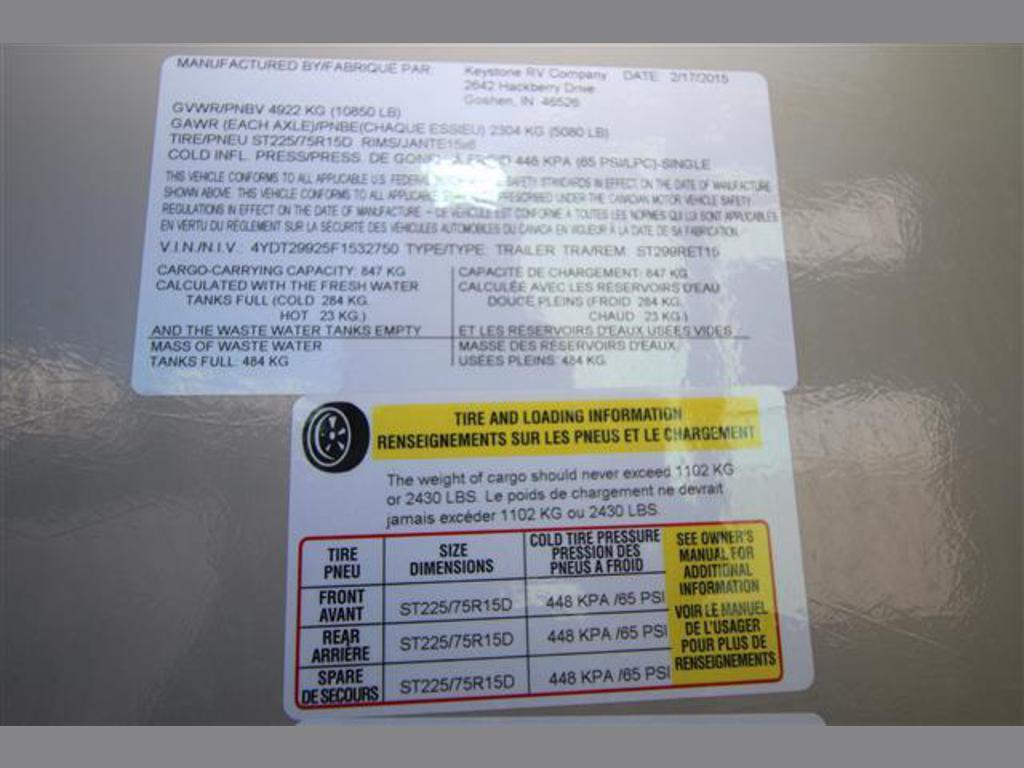 MANUFACTURED BY/FABRIQUE PAR: Keystone RV Company DATE: 2/17/2015
2642 Hackberry Drive
Goshen, IN 46526
GVWR/PNBV 4922 KG (10850 LB)
GAWR (EACH AXLE)/PNBE(CHAQUE ESSIEU) 2304 KG (5080 LB)
TIRE/PNEU ST225/75R15D RIMS/JANTE15x6
COLD INFL. PRESS/PRESS. DE GONFL. A FROID 448 KPA (65 PSI/LPC)-SINGLE
THIS VEHICLE CONFORMS TO ALL APPLICABLE U.S. FEDERAL SAFETY STANDARDS IN EFFECT ON THE DATE OF MANUFACTURE
SHOWN ABOVE. THIS VEHICLE CONFORMS TO ALL APPLICABLE PRESCRIBED UNDER THE CANADIAN MOTOR VEHICLE SAFETY
REGULATIONS IN EFFECT ON THE DATE OF MANUFACTURE - CE VEHICULE EST CONFORME A TOUTES LES NORMES QUI LUI SONT APPLICABLES
EN VERTU DU REGLEMENT SUR LA SÉCURITÉ DES VEHICULES AUTOMOBILES DU CANADA EN VIGUEUR À LA DATE DE SA FABRICATION.
V.I.N./N.I.V.: 4YDT29925F1532750 TYPE/TYPE: TRAILER TRA/REM ST299RET15
CARGO-CARRYING CAPACITY: 847 KG
CALCULATED WITH THE FRESH WATER
TANKS FULL (COLD 284 KG.
HOT 23 KG.)
AND THE WASTE WATER TANKS EMPTY
MASS OF WASTE WATER
TANKS FULL: 484 KG
CAPACITÉ DE CHARGEMENT: 847 KG
CALCULÉE AVEC LES RÉSERVOIRS D'EAU
DOUCE PLEINS (FROID 284 KG.
CHAUD 23 KG.)
ET LES RÉSERVOIRS D'EAUX USÉES VIDES
MASSE DES RÉSERVOIRS D'EAUX
USÉES PLEINS: 484 KG
TIRE AND LOADING INFORMATION
RENSEIGNEMENTS SUR LES PNEUS ET LE CHARGEMENT
The weight of cargo should never exceed 1102 KG
or 2430 LBS. Le poids de chargement ne devrait
jamais excéder 1102 KG ou 2430 LBS.
TIRE
PNEU
SIZE
DIMENSIONS
COLD TIRE PRESSURE
PRESSION DES
PNEUS A FROID
FRONT
AVANT
ST225/75R15D
448 KPA /65 PSI
REAR
ARRIÈRE
ST225/75R15D
448 KPA /65 PSI
SPARE
DE SECOURS
ST225/75R15D
448 KPA /65 PSI
SEE OWNER'S
MANUAL FOR
ADDITIONAL
INFORMATION
VOIR LE MANUEL
DE L'USAGER
POUR PLUS DE
RENSEIGNEMENTS